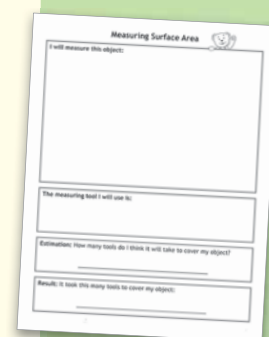 Measuring Surface Area
I will measure this object:
The measuring tool I will use is:
Estimation: How many tools do I think it will take to cover my object?
Result: It took this many tools to cover my object: